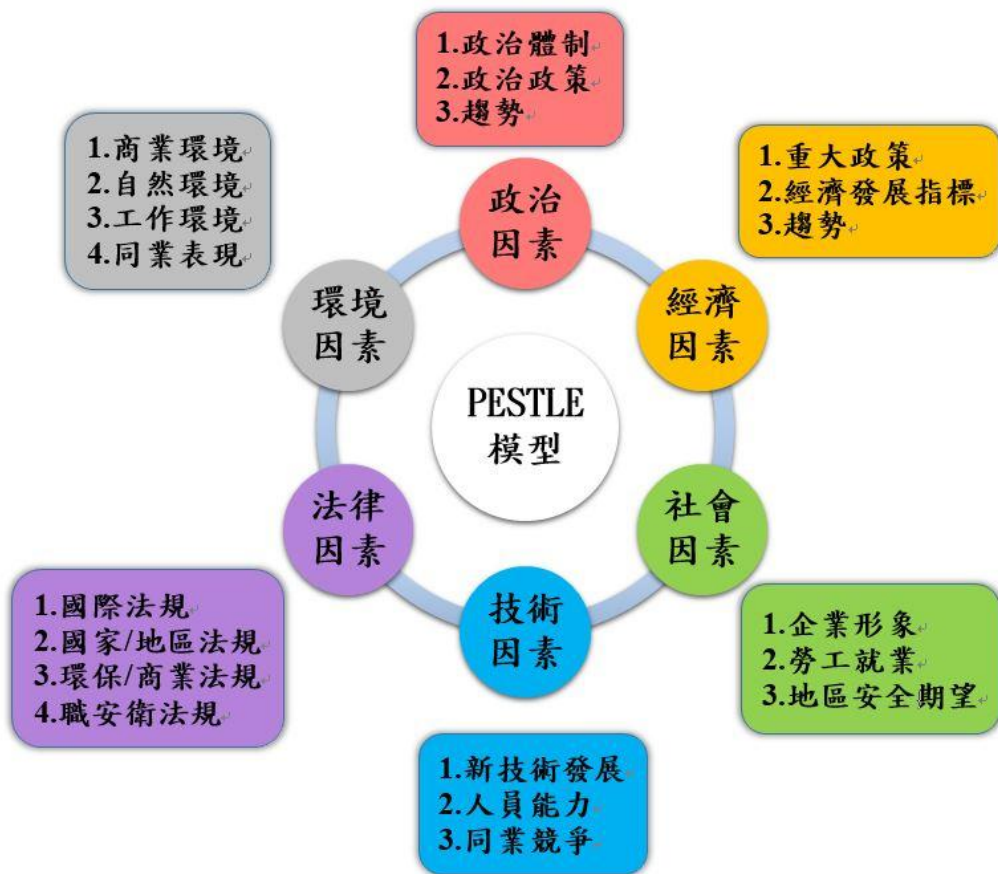 1.政治體制
2.政治政策
3.趨勢
政治
因素
1.重大政策
2.經濟發展指標
3.趨勢
經濟
因素
1.商業環境
2.自然環境
3.工作環境
4.同業表現
環境
因素
PESTLE
模型
法律
因素
1.國際法規
2.國家/地區法規
3.環保/商業法規
4.職安衛法規
社會
因素
1.企業形象
2.勞工就業
3.地區安全期望
技術
因素
1.新技術發展
2.人員能力
3.同業競爭